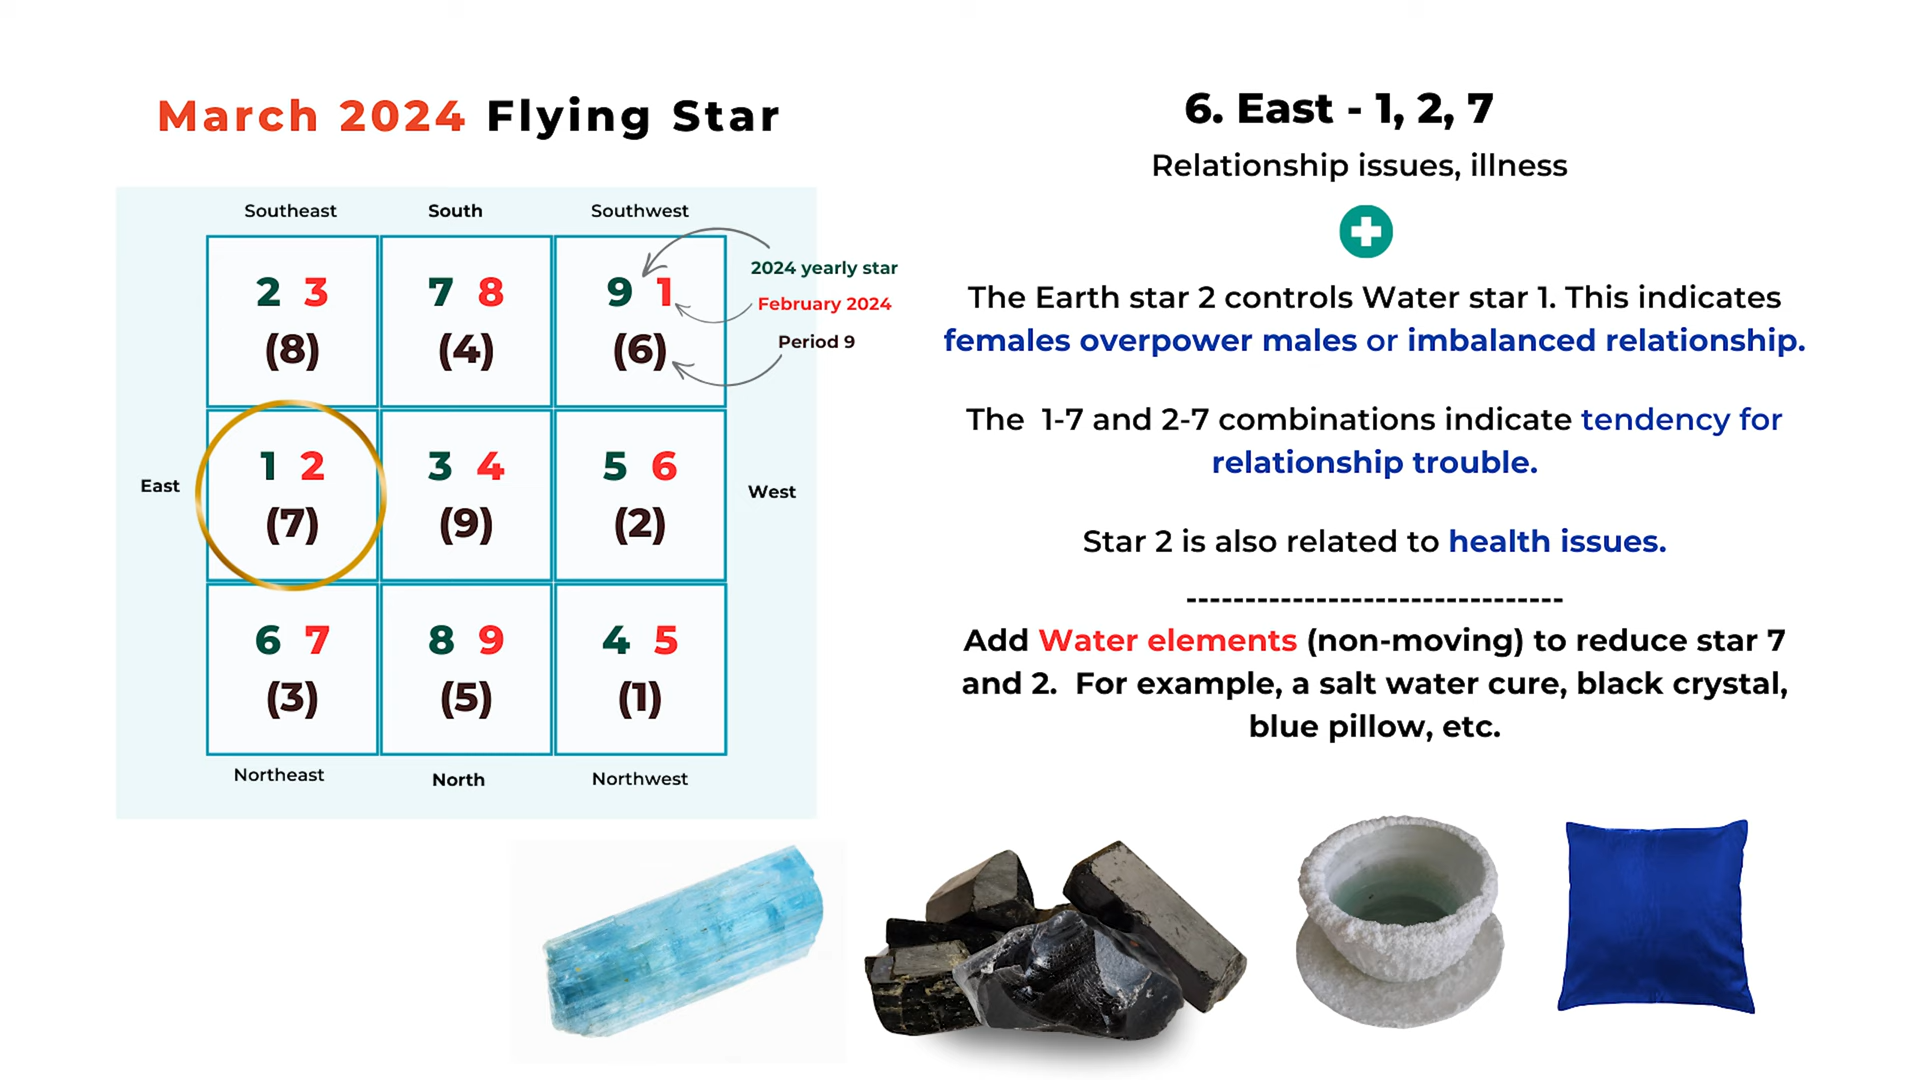 March 2024 Flying Star
Southeast South Southwest
2 3 7 8 9 1
(8) (4) (6)
2024 yearly star
February 2024
Period 9
East
1 2 3 4 5 6
(7) (9) (2)
West
6 7 8 9 4 5
(3) (5) (1)
Northeast North Northwest
6. East - 1, 2, 7
Relationship issues, illness
The Earth star 2 controls Water star 1. This indicates
females overpower males or imbalanced relationship.
The 1-7 and 2-7 combinations indicate tendency for
relationship trouble.
Star 2 is also related to health issues.
--------------------------------
Add Water elements (non-moving) to reduce star 7
and 2. For example, a salt water cure, black crystal,
blue pillow, etc.